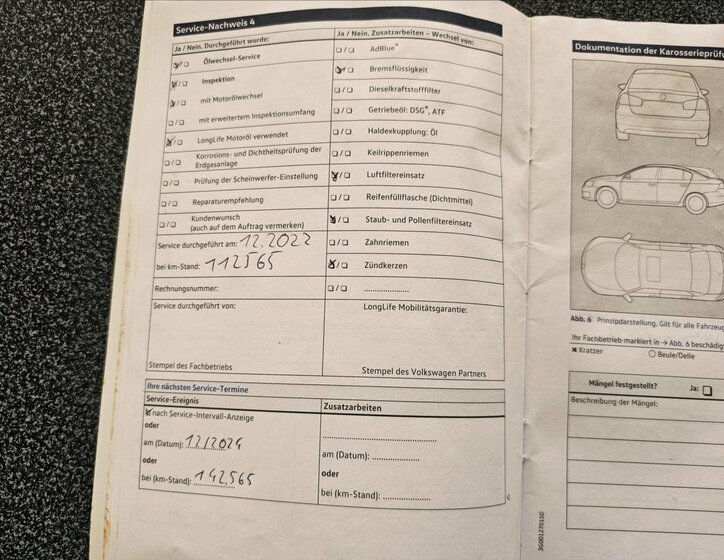 Service-Nachweis 4
Ja / Nein. Durchgeführt wurde:
Ölwechsel-Service
Inspektion
mit Motorölwechsel
mit erweitertem Inspektionsumfang
LongLife Motoröl verwendet
Korrosions- und Dichtheitsprüfung der
Erdgasanlage
Prüfung der Scheinwerfer-Einstellung
Reparaturempfehlung
Kundenwunsch
(auch auf dem Auftrag vermerken)
Service durchgeführt am: 12.2022
bei km-Stand: 112565
Rechnungsnummer:
Service durchgeführt von:
Stempel des Fachbetriebs
Ja / Nein. Zusatzarbeiten – Wechsel von:
AdBlue®
Bremsflüssigkeit
Dieselkraftstofffilter
Getriebeöl: DSG®, ATF
Haldexkupplung: Öl
Keilrippenriemen
Luftfiltereinsatz
Reifenfüllflasche (Dichtmittel)
Staub- und Pollenfiltereinsatz
Zahnriemen
Zündkerzen
LongLife Mobilitätsgarantie:
Stempel des Volkswagen Partners
Ihre nächsten Service-Termine
Service-Ereignis
nach Service-Intervall-Anzeige
oder
am (Datum): 12/2024
oder
bei (km-Stand): 142.565
Zusatzarbeiten
am (Datum):
oder
bei (km-Stand):
Dokumentation der Karosserieprüf
Abb. 6 Prinzipdarstellung. Gilt für alle Fahrzeug
Ihr Fachbetrieb markiert in → Abb. 6 beschädig
Kratzer
Beule/Delle
Mängel festgestellt? Ja:
Beschreibung der Mängel: